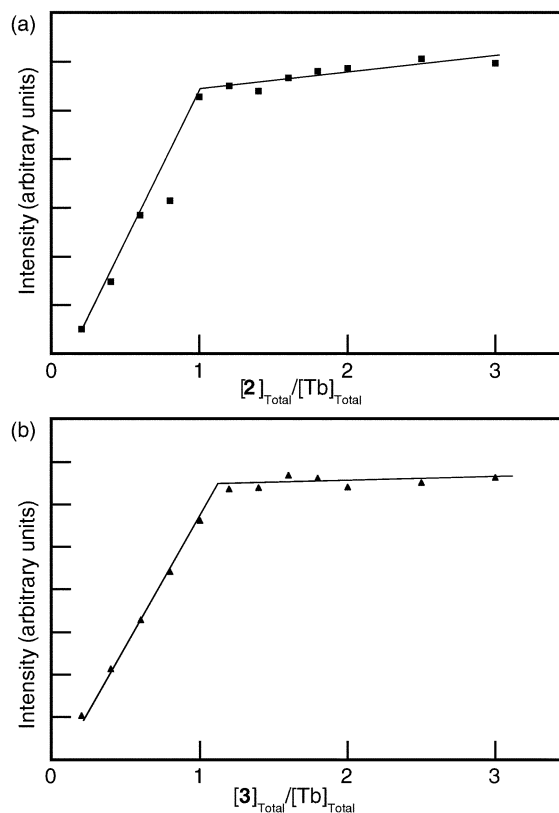 (a)
Intensity (arbitrary units)
0 1 2 3
[2]Total/[Tb]Total
(b)
Intensity (arbitrary units)
0 1 2 3
[3]Total/[Tb]Total